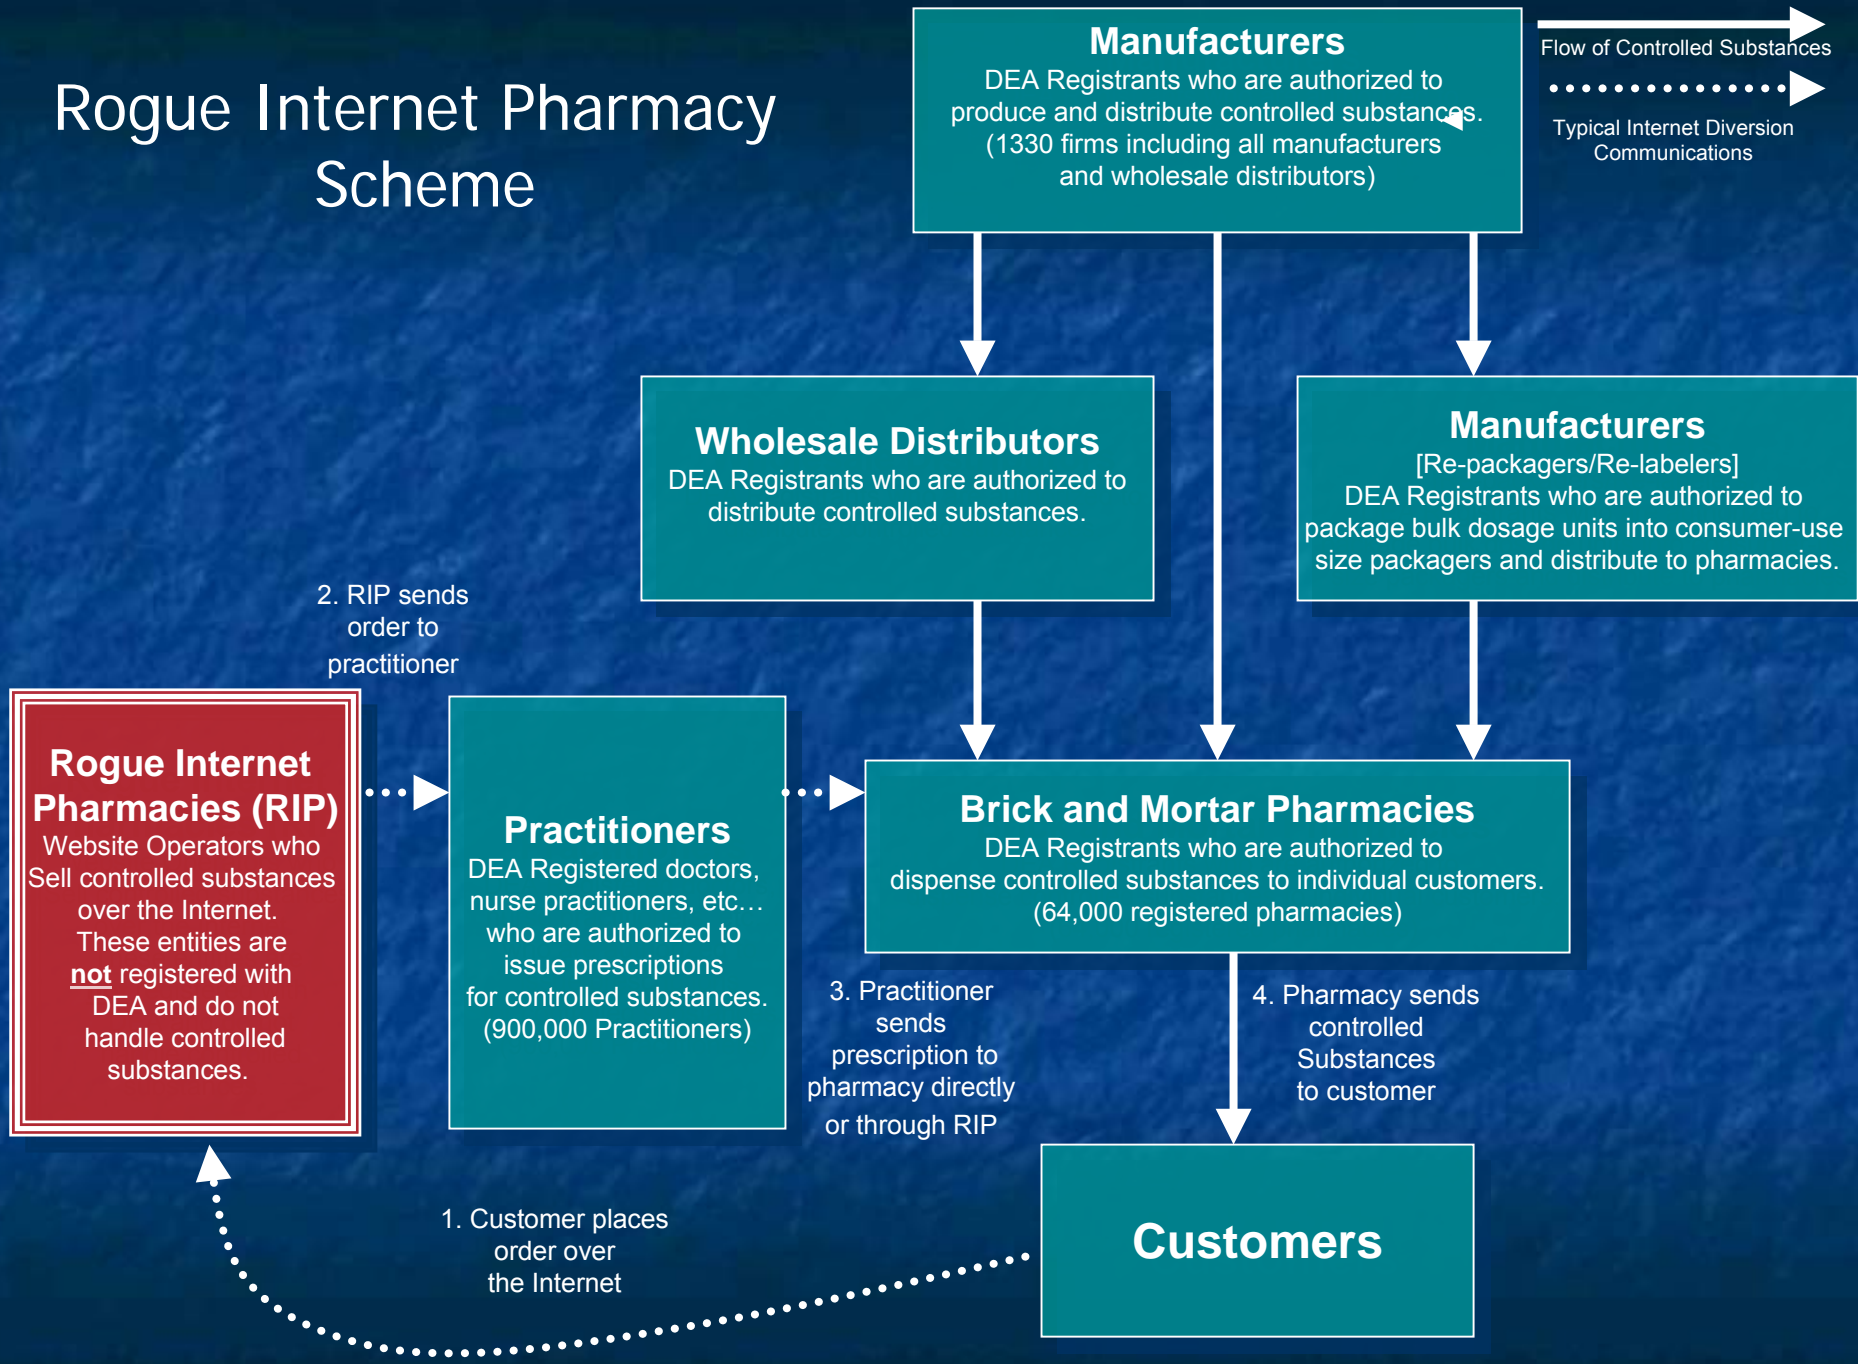 Rogue Internet Pharmacy
Scheme
Manufacturers
DEA Registrants who are authorized to
produce and distribute controlled substances.
(1330 firms including all manufacturers
and wholesale distributors)
Flow of Controlled Substances
Typical Internet Diversion
Communications
Wholesale Distributors
DEA Registrants who are authorized to
distribute controlled substances.
Manufacturers
[Re-packagers/Re-labelers]
DEA Registrants who are authorized to
package bulk dosage units into consumer-use
size packagers and distribute to pharmacies.
2. RIP sends
order to
practitioner
Rogue Internet
Pharmacies (RIP)
Website Operators who
Sell controlled substances
over the Internet.
These entities are
not registered with
DEA and do not
handle controlled
substances.
Practitioners
DEA Registered doctors,
nurse practitioners, etc…
who are authorized to
issue prescriptions
for controlled substances.
(900,000 Practitioners)
Brick and Mortar Pharmacies
DEA Registrants who are authorized to
dispense controlled substances to individual customers.
(64,000 registered pharmacies)
3. Practitioner
sends
prescription to
pharmacy directly
or through RIP
4. Pharmacy sends
controlled
Substances
to customer
1. Customer places
order over
the Internet
Customers